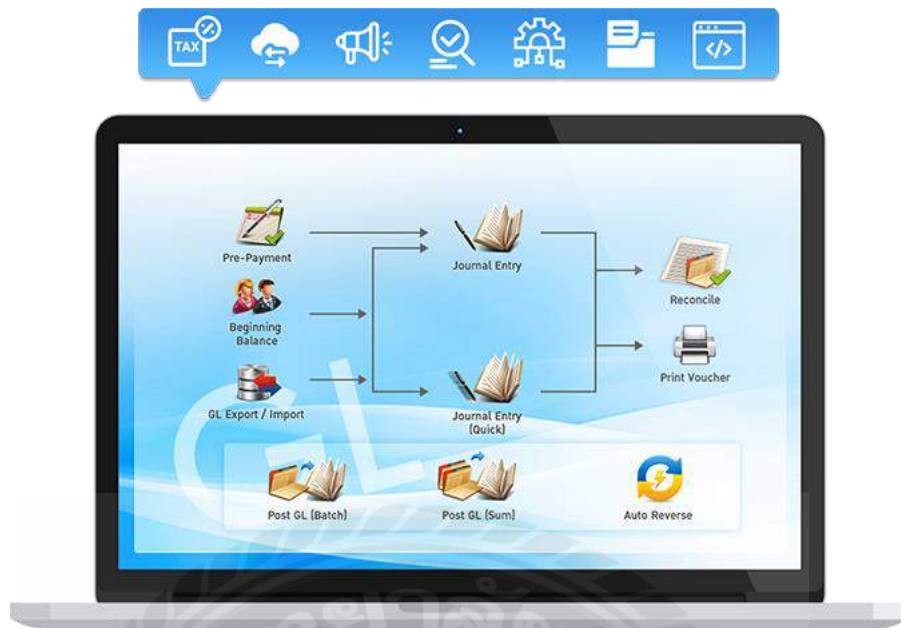 TAX
%
</>
Pre-Payment
Journal Entry
Reconcile
Beginning
Balance
Print Voucher
GL Export / Import
Journal Entry
(Quick)
GL
Post GL (Batch)
Post GL (Sum)
Auto Reverse